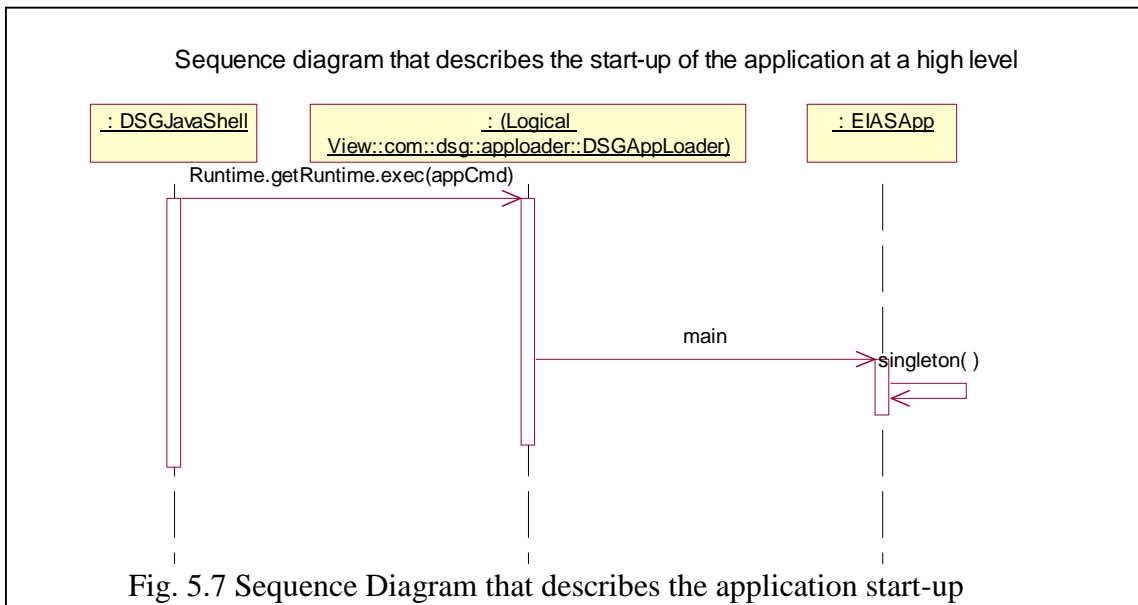 Sequence diagram that describes the start-up of the application at a high level
: DSGJavaShell
: (Logical
View::com::dsg::apploader::DSGAppLoader)
: EIASApp
Runtime.getRuntime.exec(appCmd)
main
singleton( )
Fig. 5.7 Sequence Diagram that describes the application start-up